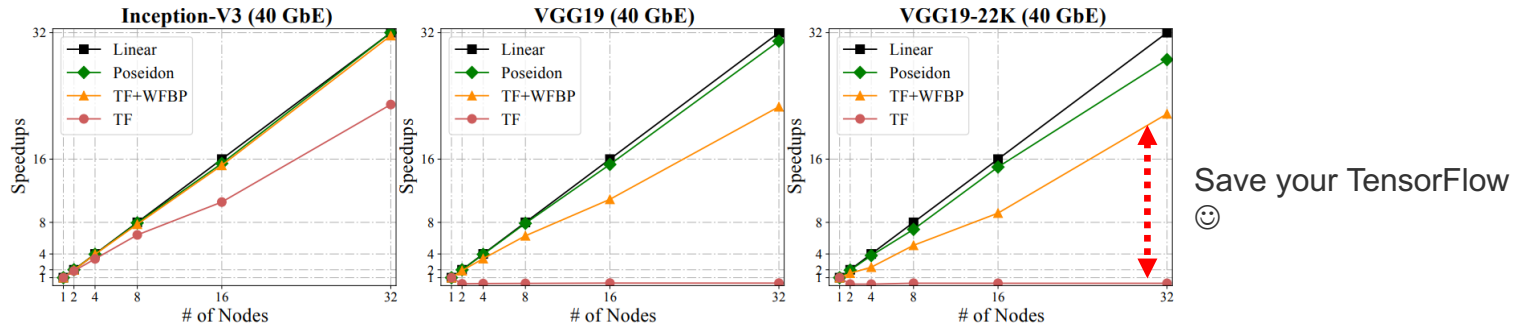 Inception-V3 (40 GbE)
32
16
8
4
2
1
Speedups
Linear
Poseidon
TF+WFBP
TF
1 2 4 8 16 32
# of Nodes
VGG19 (40 GbE)
32
16
8
4
2
1
Speedups
Linear
Poseidon
TF+WFBP
TF
1 2 4 8 16 32
# of Nodes
VGG19-22K (40 GbE)
32
16
8
4
2
1
Speedups
Linear
Poseidon
TF+WFBP
TF
1 2 4 8 16 32
# of Nodes
Save your TensorFlow
☺